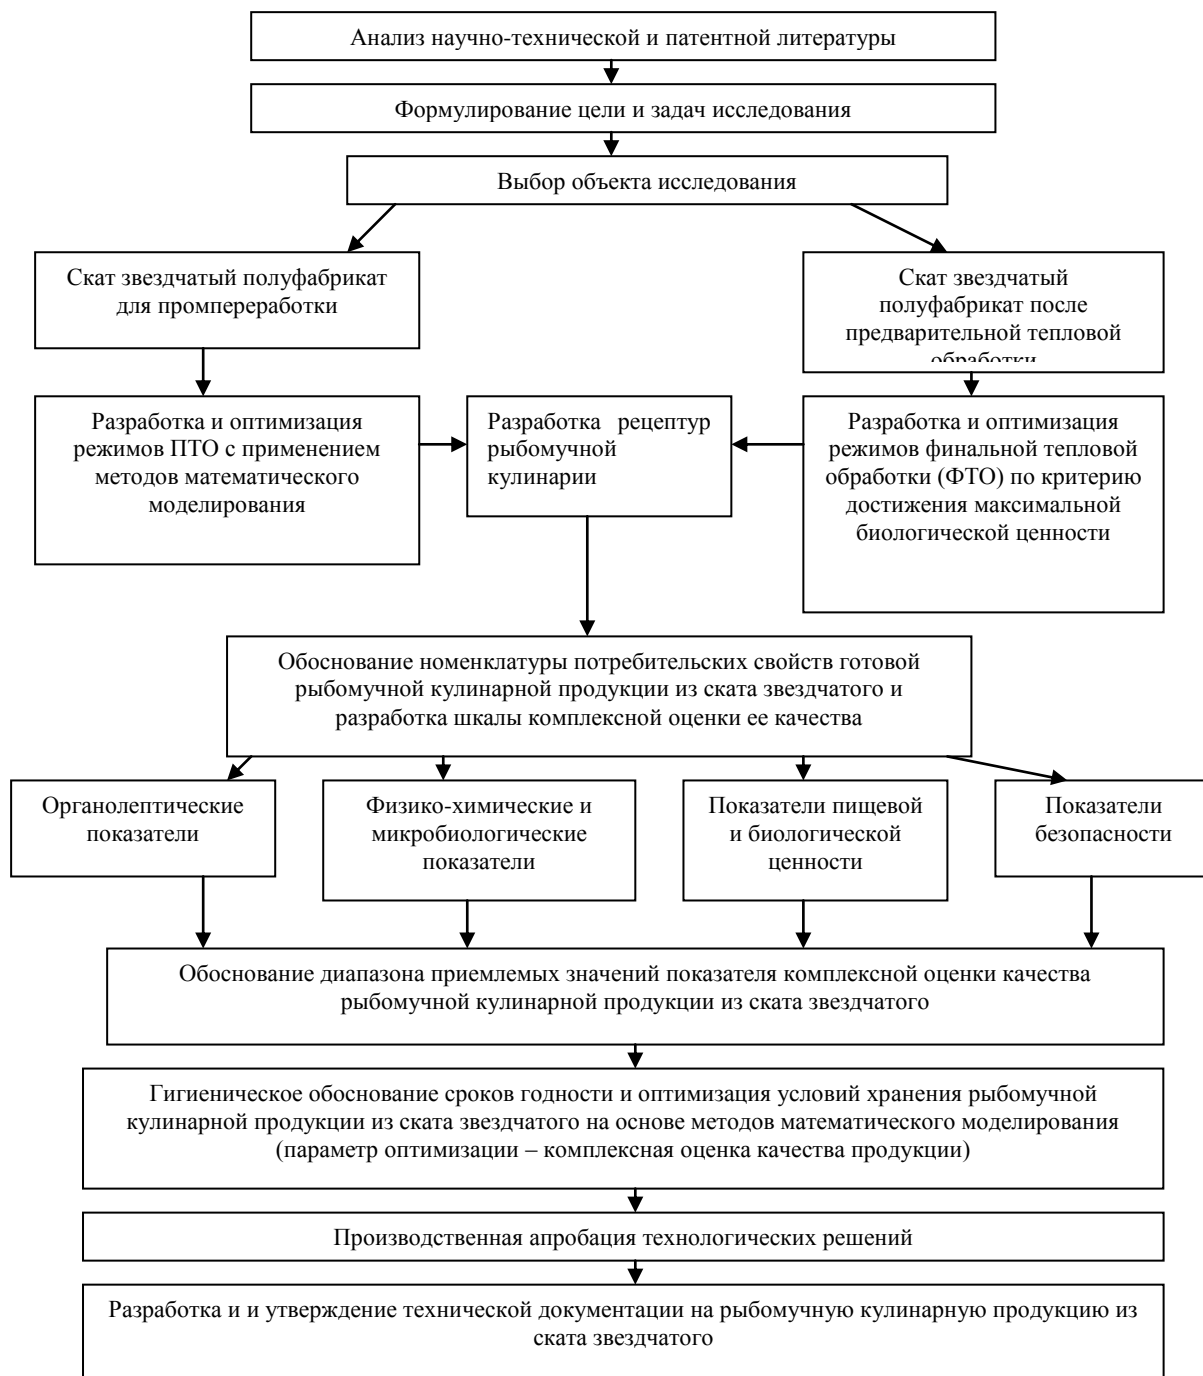 Анализ научно-технической и патентной литературы
Формулирование цели и задач исследования
Выбор объекта исследования
Скат звездчатый полуфабрикат
для промпереработки
Скат звездчатый
полуфабрикат после
предварительной тепловой
обработки
Разработка и оптимизация
режимов ПТО с применением
методов математического
моделирования
Разработка рецептур
рыбомучной
кулинарии
Разработка и оптимизация
режимов финальной тепловой
обработки (ФТО) по критерию
достижения максимальной
биологической ценности
Обоснование номенклатуры потребительских свойств готовой
рыбомучной кулинарной продукции из ската звездчатого и
разработка шкалы комплексной оценки ее качества
Органолептические
показатели
Физико-химические и
микробиологические
показатели
Показатели пищевой
и биологической
ценности
Показатели
безопасности
Обоснование диапазона приемлемых значений показателя комплексной оценки качества
рыбомучной кулинарной продукции из ската звездчатого
Гигиеническое обоснование сроков годности и оптимизация условий хранения рыбомучной
кулинарной продукции из ската звездчатого на основе методов математического моделирования
(параметр оптимизации – комплексная оценка качества продукции)
Производственная апробация технологических решений
Разработка и и утверждение технической документации на рыбомучную кулинарную продукцию из
ската звездчатого